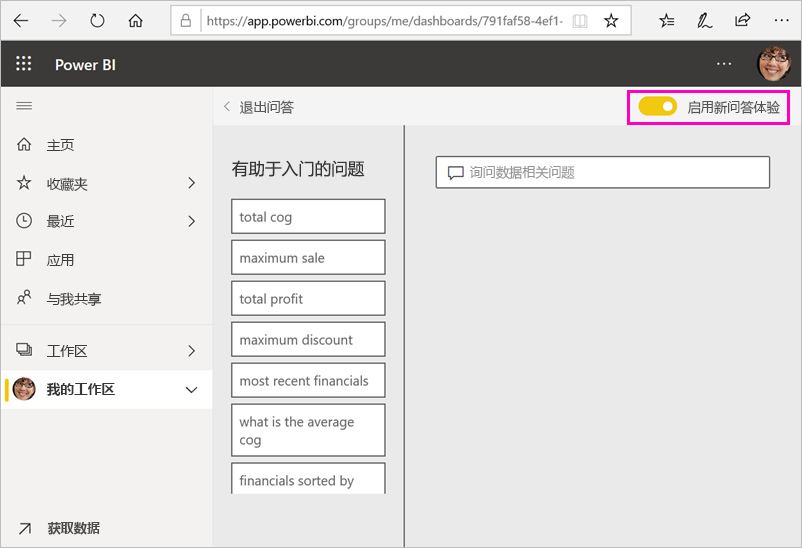 https://app.powerbi.com/groups/me/dashboards/791faf58-4ef1-
Power BI
退出问答
启用新问答体验
主页
收藏夹
最近
应用
与我共享
工作区
我的工作区
获取数据
有助于入门的问题
total cog
maximum sale
total profit
maximum discount
most recent financials
what is the average
cog
financials sorted by
询问数据相关问题